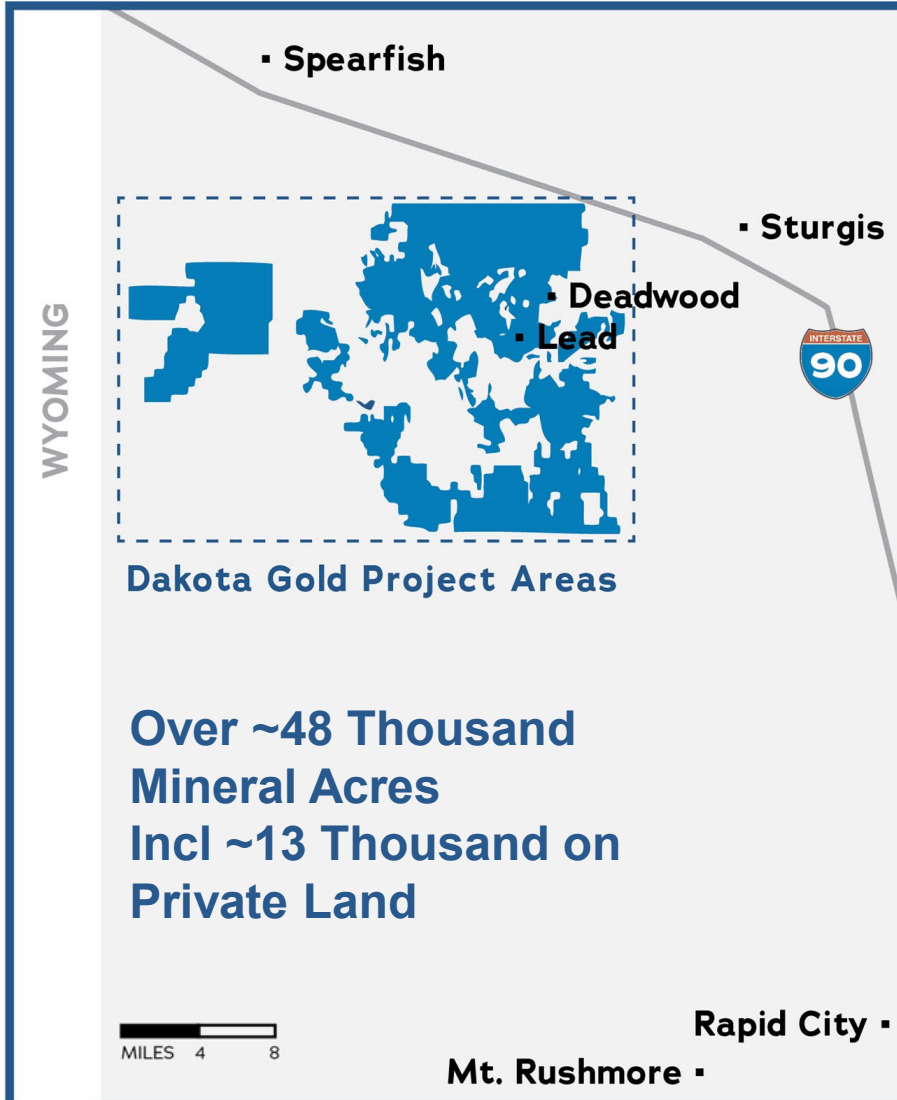 Spearfish
Sturgis
Deadwood
Lead
INTERSTATE
90
WYOMING
Dakota Gold Project Areas
Over ~48 Thousand
Mineral Acres
Incl ~13 Thousand on
Private Land
MILES 4 8
Rapid City
Mt. Rushmore